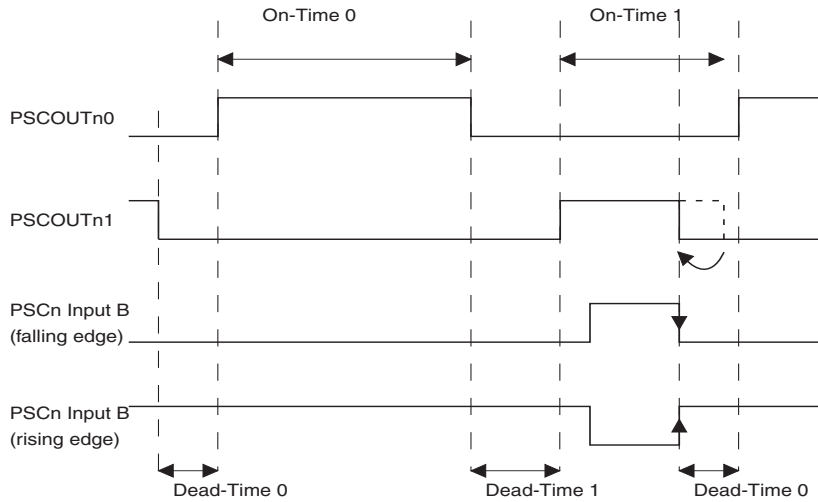 On-Time 0
On-Time 1
PSCOUTn0
PSCOUTn1
PSCn Input B
(falling edge)
PSCn Input B
(rising edge)
Dead-Time 0
Dead-Time 1
Dead-Time 0